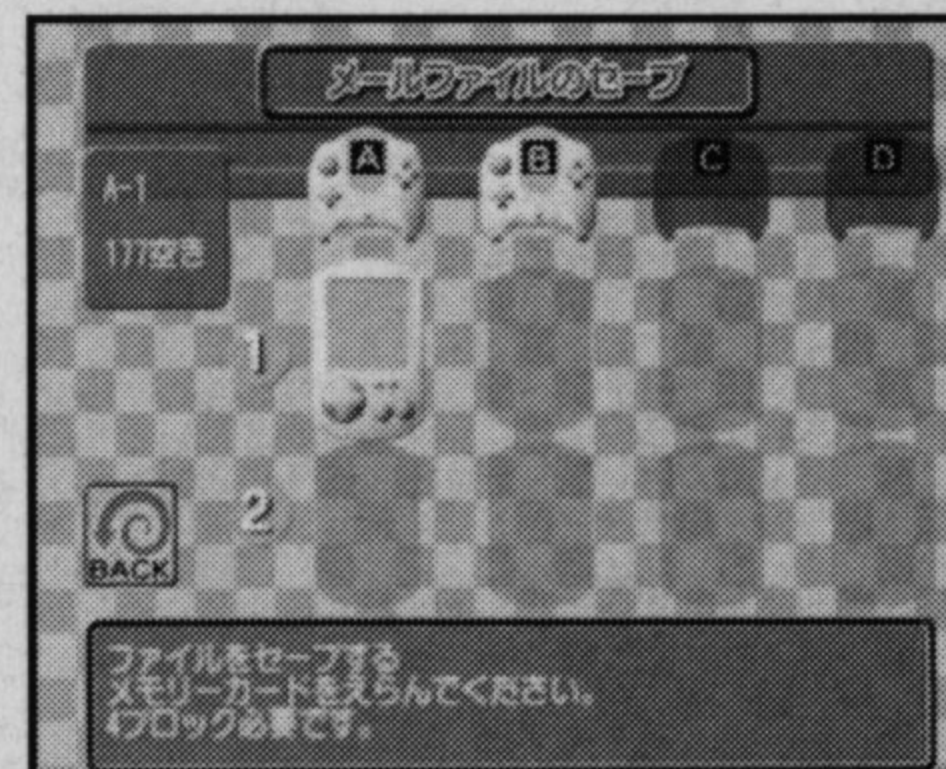 メールファイルのセーブ
A B C D
A-1
177空き
1
2
BACK
ファイルをセーブする
メモリーカードをえらんでください。
4ブロック必要です。